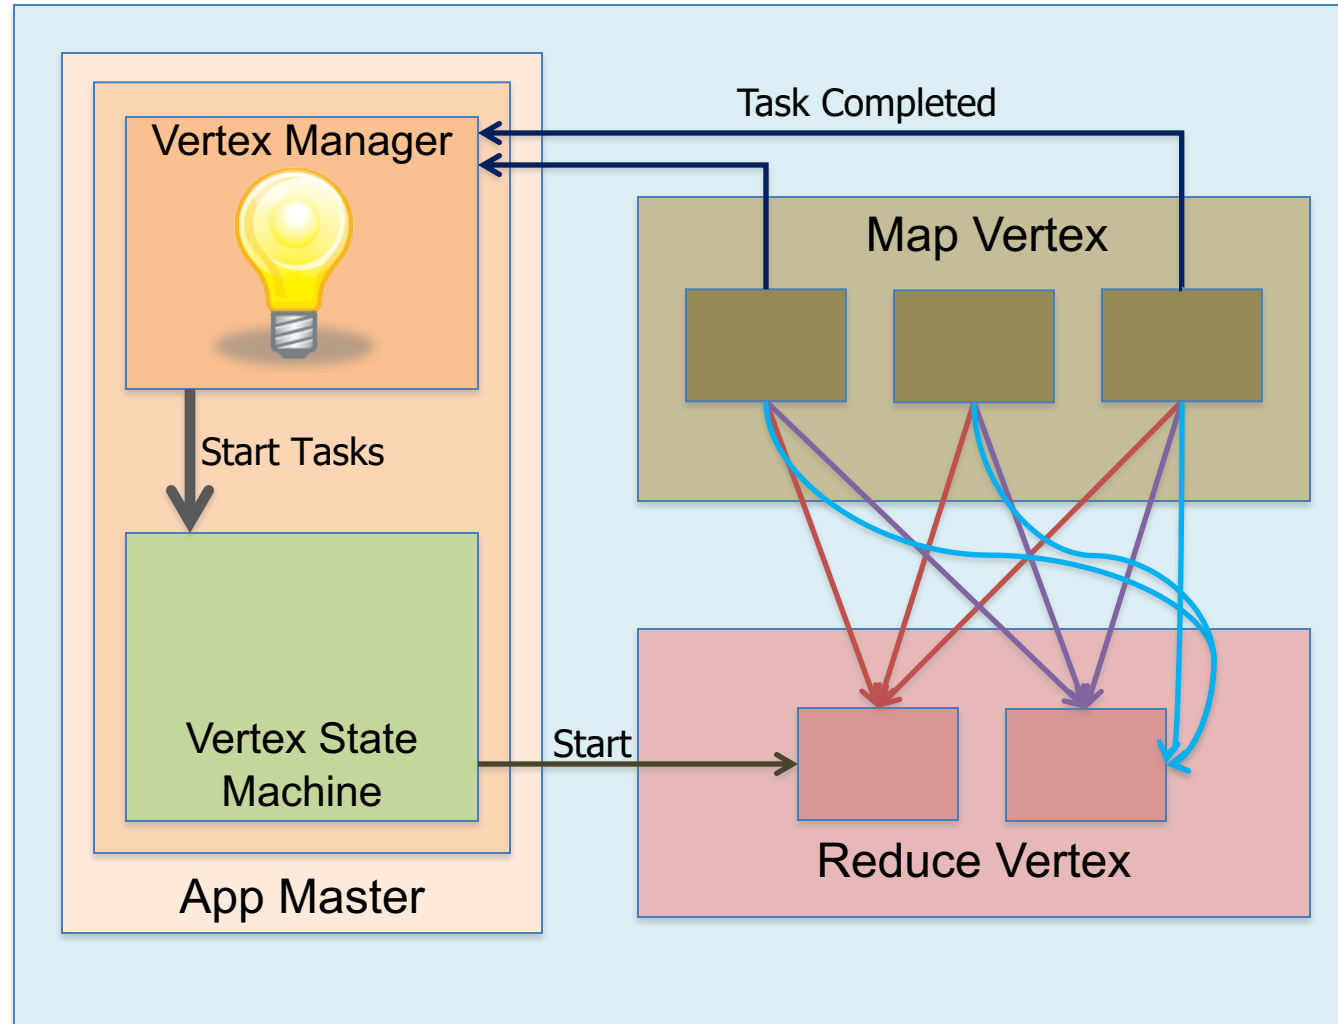 Task Completed
Vertex Manager
Map Vertex
Start Tasks
Vertex State
Machine
Start
Reduce Vertex
App Master